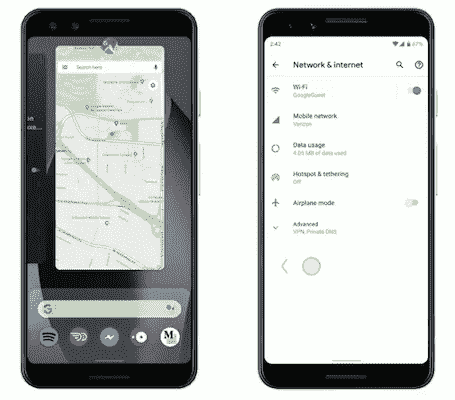 Search here
2:42
47%
Network & internet
Wi-Fi
GoogleGuest
Mobile network
Verizon
Data usage
4.05 MB of data used
Hotspot & tethering
Off
Airplane mode
Advanced
VPN, Private DNS